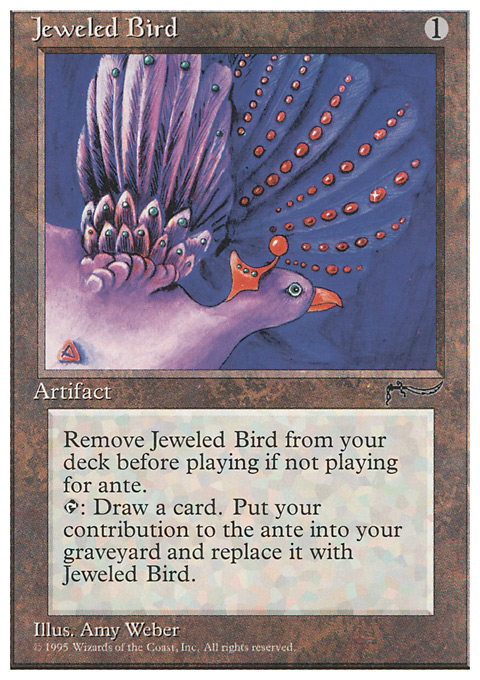 Jeweled Bird 1
Artifact
Remove Jeweled Bird from your
deck before playing if not playing
for ante.
: Draw a card. Put your
contribution to the ante into your
graveyard and replace it with
Jeweled Bird.
Illus. Amy Weber
© 1995 Wizards of the Coast, Inc. All rights reserved.